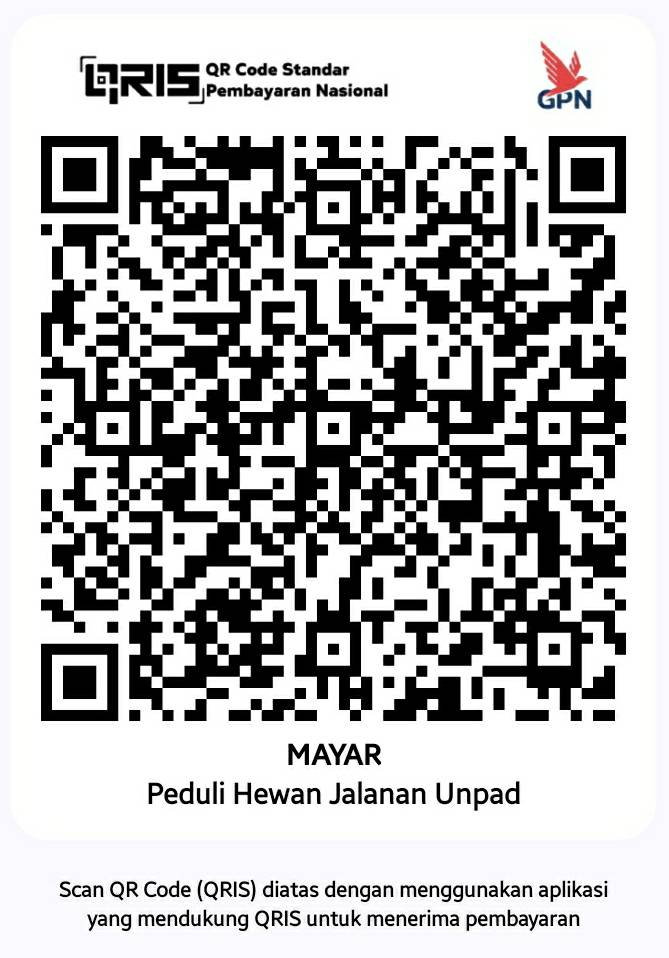 QRIS QR Code Standar
Pembayaran Nasional
GPN
MAYAR
Peduli Hewan Jalanan Unpad
Scan QR Code (QRIS) diatas dengan menggunakan aplikasi
yang mendukung QRIS untuk menerima pembayaran